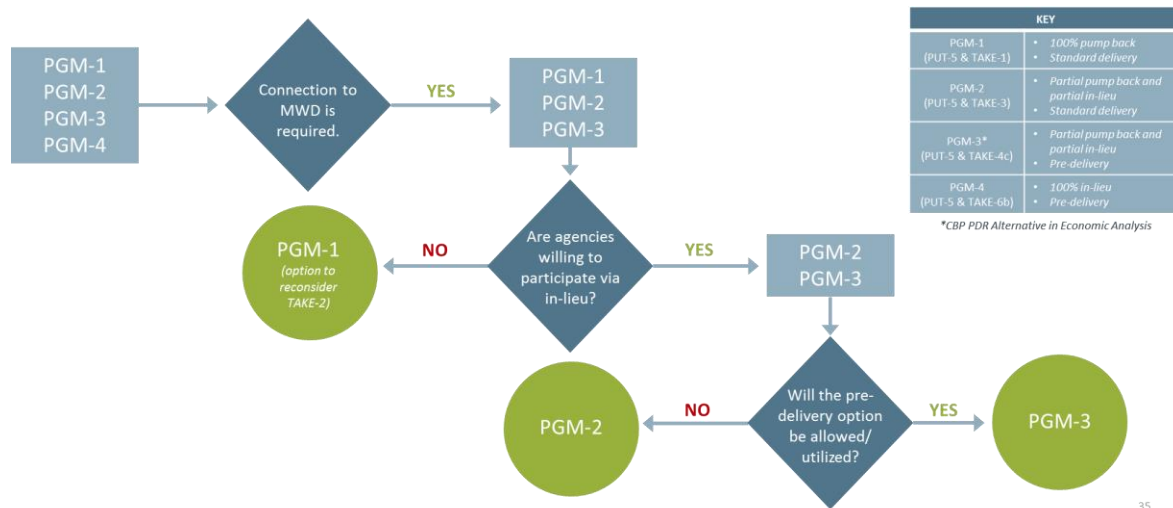 PGM-1
PGM-2
PGM-3
PGM-4
Connection to
MWD is
required.
YES
PGM-1
PGM-2
PGM-3
KEY
PGM-1
(PUT-5 & TAKE-1)
• 100% pump back
• Standard delivery
PGM-2
(PUT-5 & TAKE-3)
• Partial pump back and
partial in-lieu
• Standard delivery
PGM-3*
(PUT-5 & TAKE-4c)
• Partial pump back and
partial in-lieu
• Pre-delivery
PGM-4
(PUT-5 & TAKE-6b)
• 100% in-lieu
• Pre-delivery
*CBP PDR Alternative in Economic Analysis
PGM-1
(option to
reconsider
TAKE-2)
NO
Are agencies
willing to
participate via
in-lieu?
YES
PGM-2
PGM-3
PGM-2
NO
Will the pre-
delivery option
be allowed/
utilized?
YES
PGM-3
35